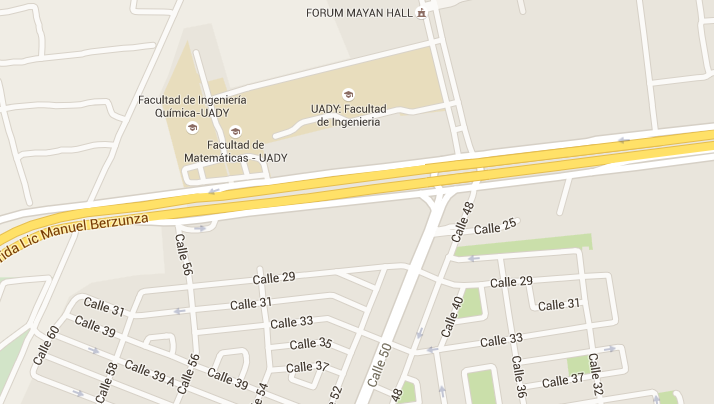 FORUM MAYAN HALL
Facultad de Ingeniería
Química-UADY
UADY: Facultad
de Ingenieria
Facultad de
Matemáticas - UADY
rida Lic Manuel Berzunza
Calle 48
Calle 25
Calle 56
Calle 29
Calle 29
Calle 31
Calle 31
Calle 40
Calle 31
Calle 39
Calle 33
Calle 33
Calle 60
Calle 35
Calle 50
Calle 39 A
Calle 56
Calle 39
Calle 37
Calle 36
Calle 37
Calle 32
Calle 58
Calle 54
52
48